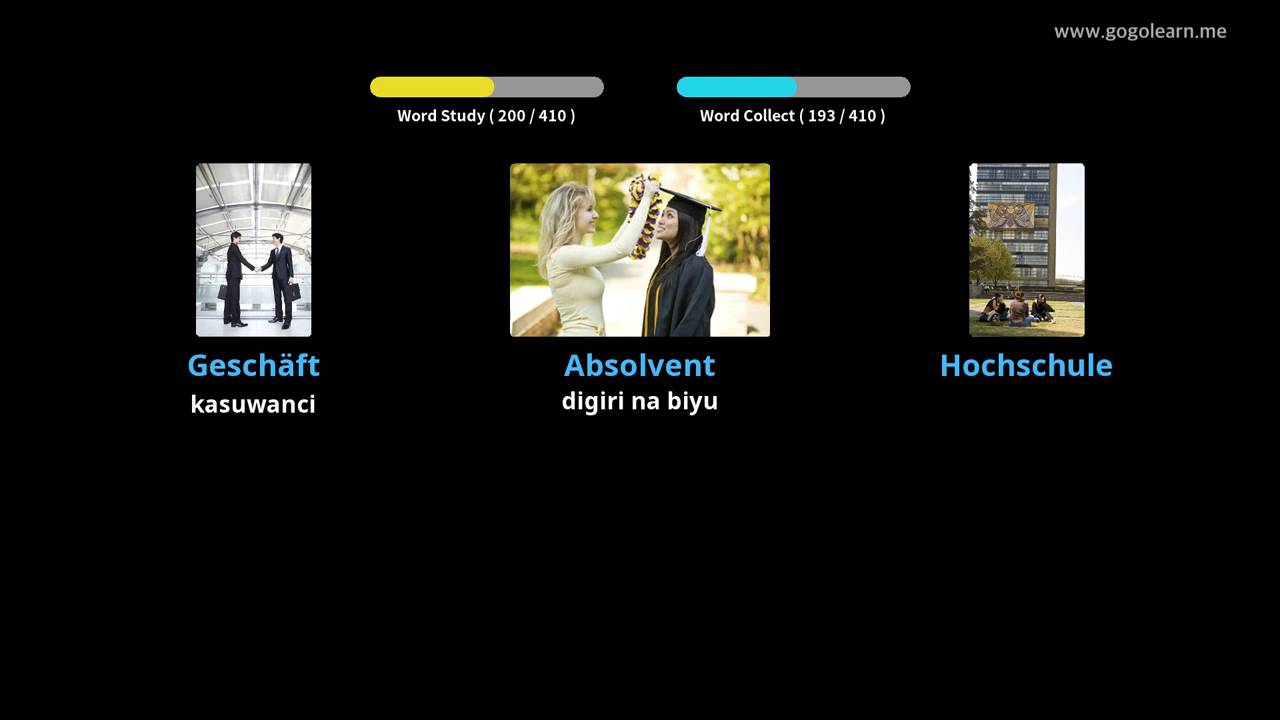 www.gogolearn.me
Word Study ( 200 / 410 )
Word Collect ( 193 / 410 )
Geschäft
kasuwanci
Absolvent
digiri na biyu
Hochschule